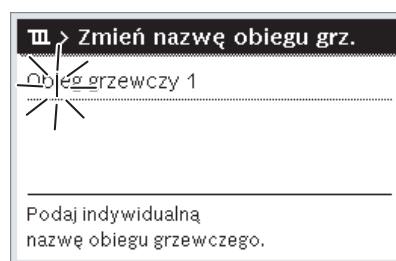 > Zmień nazwę obiegu grz.
Obieg grzewczy 1
Podaj indywidualną
nazwę obiegu grzewczego.